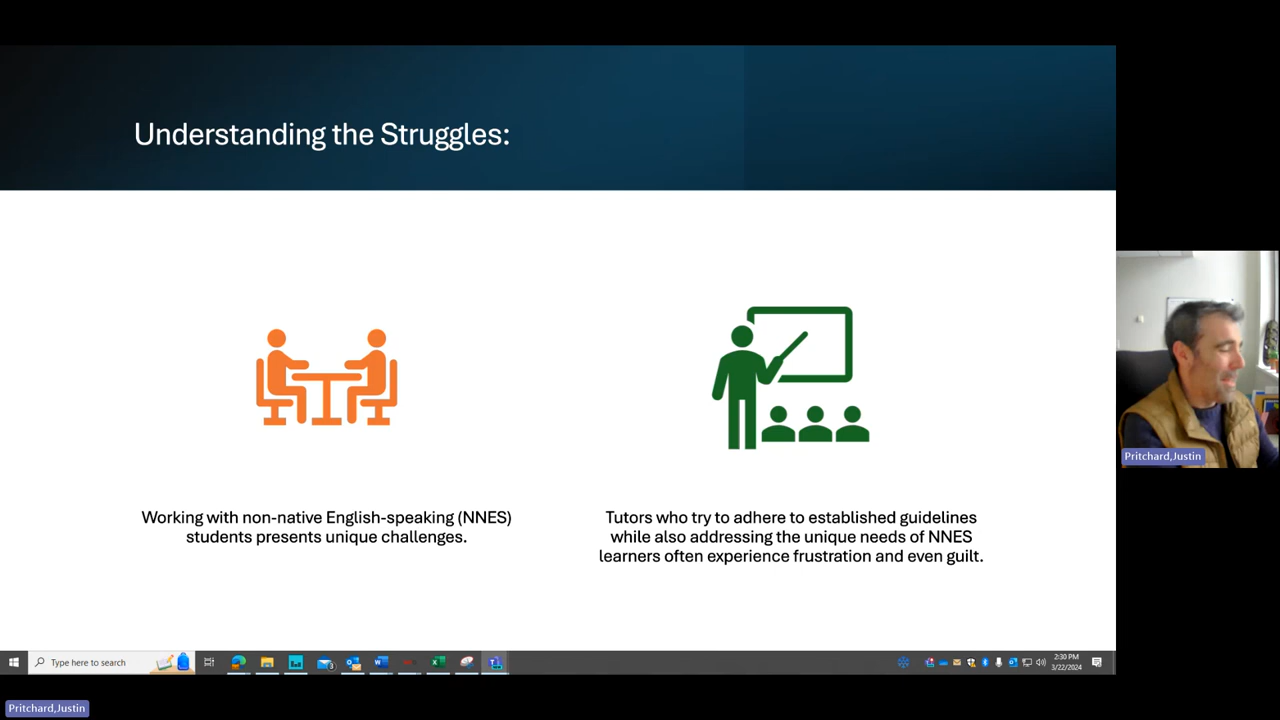 Understanding the Struggles:
Working with non-native English-speaking (NNES)
students presents unique challenges.
Tutors who try to adhere to established guidelines
while also addressing the unique needs of NNES
learners often experience frustration and even guilt.
Pritchard,Justin
Type here to search
2:30 PM
3/22/2024
Pritchard,Justin